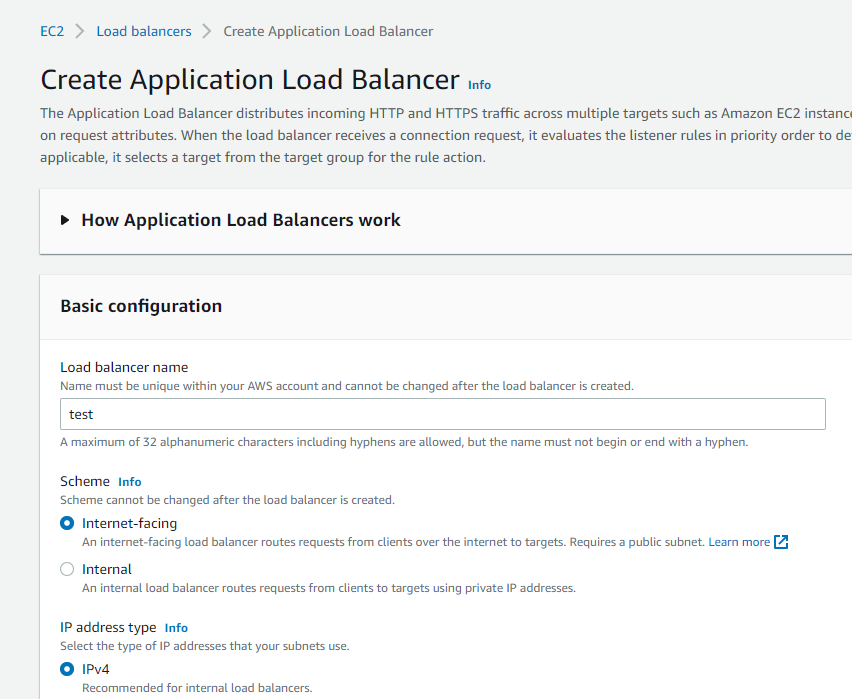 EC2 > Load balancers > Create Application Load Balancer
Create Application Load Balancer Info
The Application Load Balancer distributes incoming HTTP and HTTPS traffic across multiple targets such as Amazon EC2
on request attributes. When the load balancer receives a connection request, it evaluates the listener rules in priority order to
applicable, it selects a target from the target group for the rule action.
How Application Load Balancers work
Basic configuration
Load balancer name
Name must be unique within your AWS account and cannot be changed after the load balancer is created.
test
A maximum of 32 alphanumeric characters including hyphens are allowed, but the name must not begin or end with a hyphen.
Scheme Info
Scheme cannot be changed after the load balancer is created.
Internet-facing
An internet-facing load balancer routes requests from clients over the internet to targets. Requires a public subnet. Learn more
Internal
An internal load balancer routes requests from clients to targets using private IP addresses.
IP address type Info
Select the type of IP addresses that your subnets use.
IPv4
Recommended for internal load balancers.